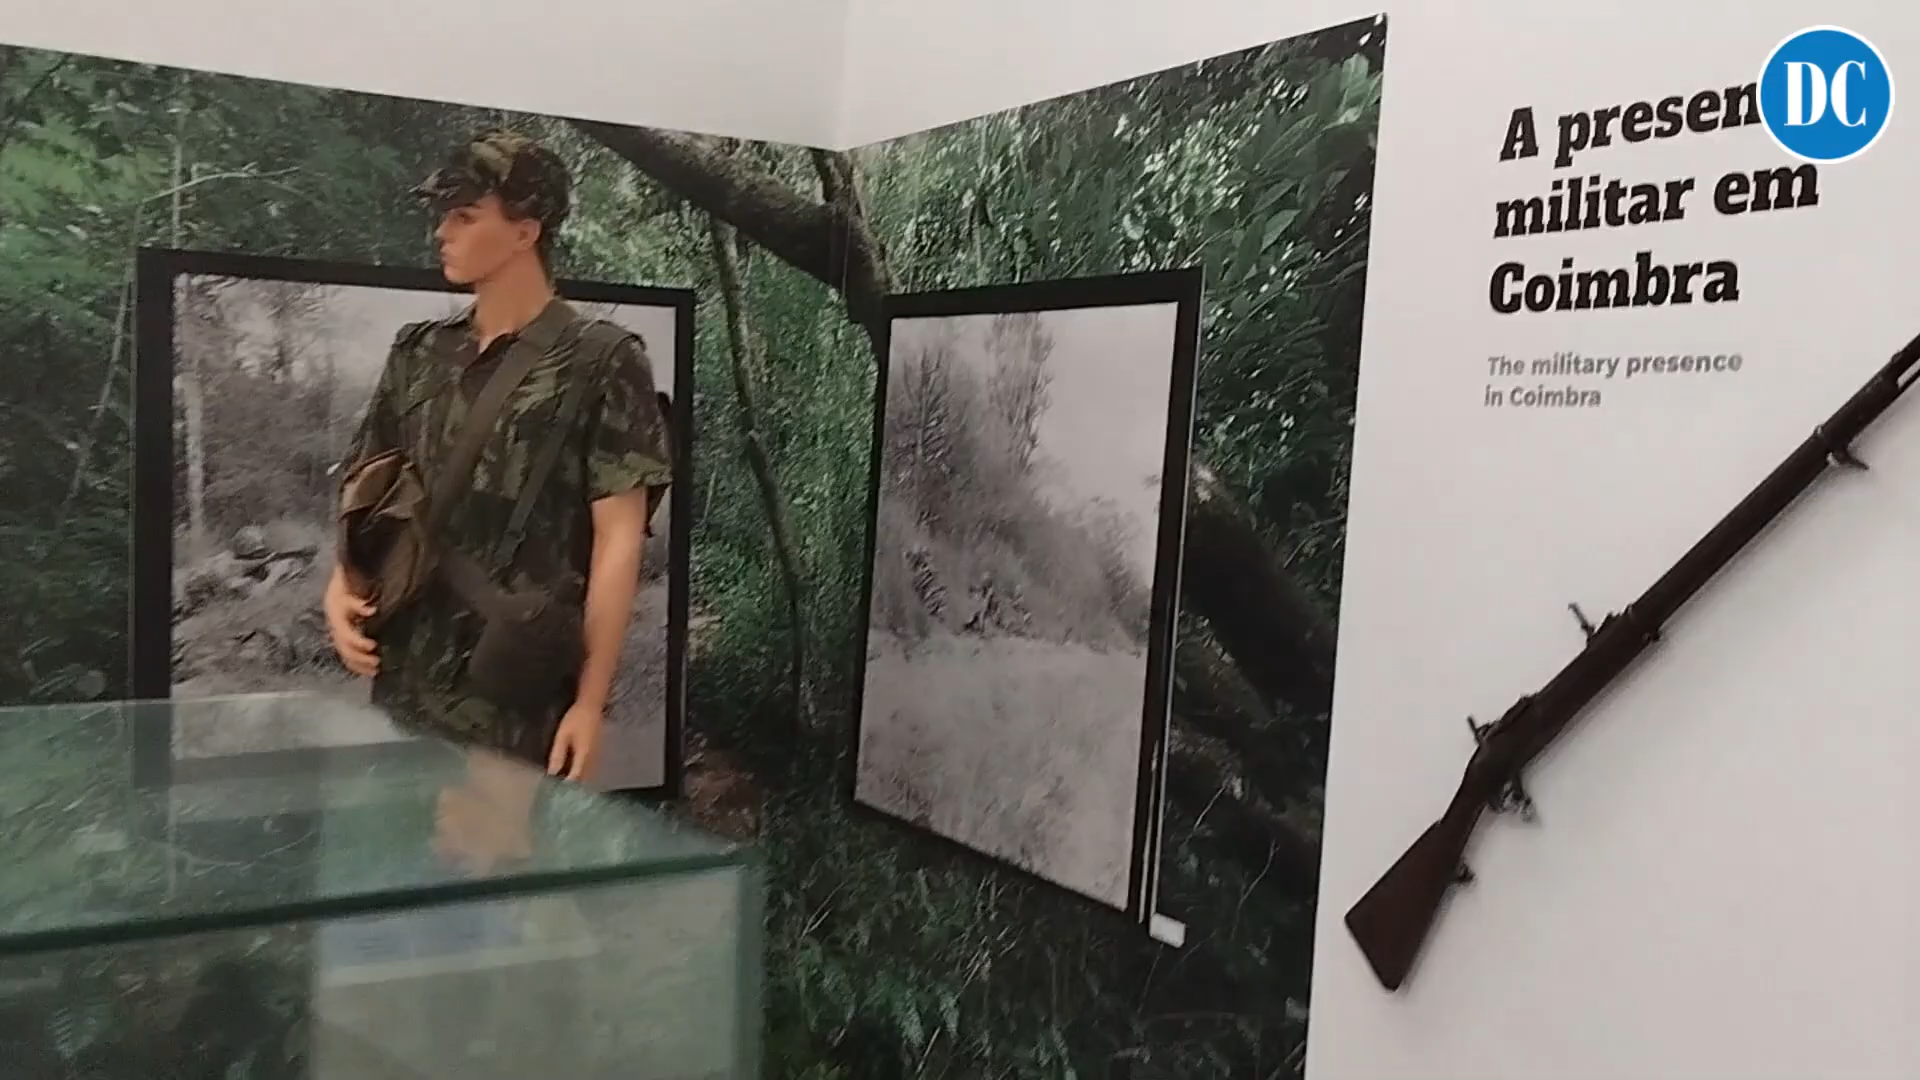 DC
A presen
militar em
Coimbra
The military presence
in Coimbra